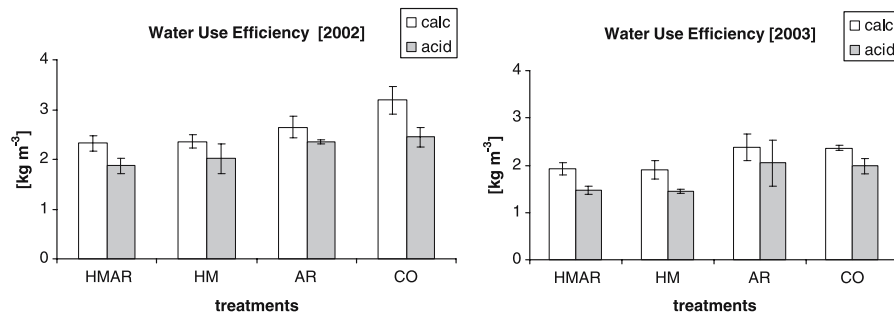 Water Use Efficiency [2002]
calc
acid
4
3
2
1
0
[kg m-3]
HMAR HM AR CO
treatments
Water Use Efficiency [2003]
calc
acid
4
3
2
1
0
[kg m-3]
HMAR HM AR CO
treatments